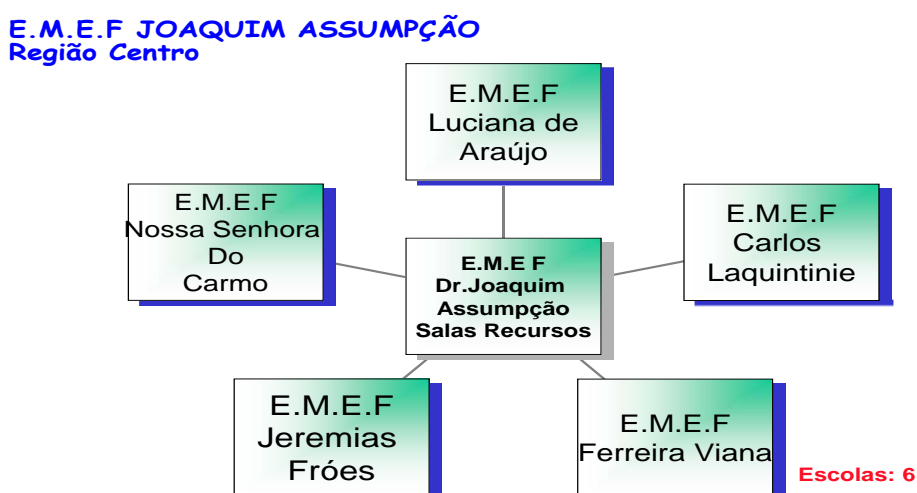 E.M.E.F JOAQUIM ASSUMPÇÃO
Região Centro
E.M.E.F
Luciana de
Araújo
E.M.E.F
Nossa Senhora
Do
Carmo
E.M.E.F
Carlos
Laquintinie
E.M.E F
Dr.Joaquim
Assumpção
Salas Recursos
E.M.E.F
Jeremias
Fróes
E.M.E.F
Ferreira Viana
Escolas: 6